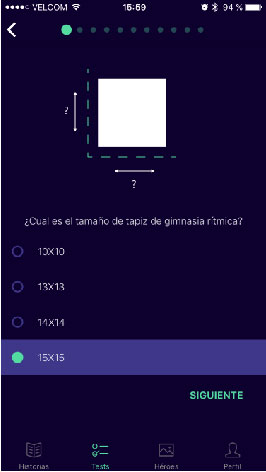 VELCOM 15:59 94 %
?
?
¿Cual es el tamaño de tapiz de gimnasia rítmica?
10X10
13X13
14X14
15X15
SIGUIENTE
Historias Tests Héroes Perfil